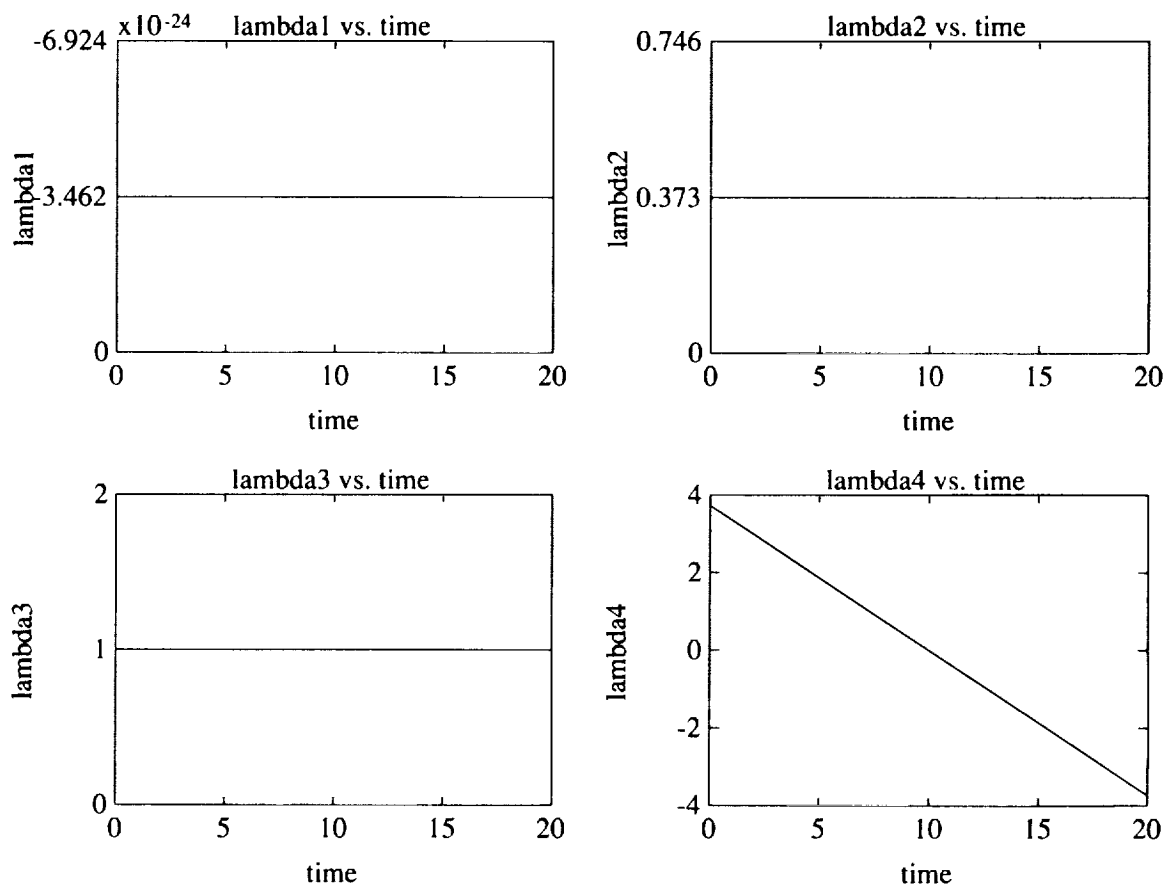 x10-24 lambda1 vs. time
-6.924
-3.462
0
lambda1
0 5 10 15 20
time
lambda2 vs. time
0.746
0.373
0
lambda2
0 5 10 15 20
time
lambda3 vs. time
2
1
0
lambda3
0 5 10 15 20
time
lambda4 vs. time
4
2
0
-2
-4
lambda4
0 5 10 15 20
time